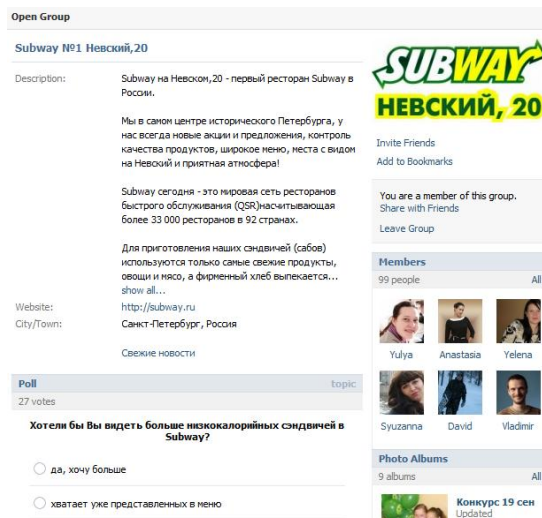 Open Group
Subway №1 Невский,20
Description:
Subway на Невском,20 - первый ресторан Subway в
России.
Мы в самом центре исторического Петербурга, у
нас всегда новые акции и предложения, контроль
качества продуктов, широкое меню, места с видом
на Невский и приятная атмосфера!
Subway сегодня - это мировая сеть ресторанов
быстрого обслуживания (QSR)насчитывающая
более 33 000 ресторанов в 92 странах.
Для приготовления наших сэндвичей (сабов)
используются только самые свежие продукты,
овощи и мясо, а фирменный хлеб выпекается...
show all...
Website:
http://subway.ru
City/Town:
Санкт-Петербург, Россия
Свежие новости
Poll
topic
27 votes
Хотели бы Вы видеть больше низкокалорийных сэндвичей в
Subway?
да, хочу больше
хватает уже представленных в меню
SUBWAY
НЕВСКИЙ, 20
Invite Friends
Add to Bookmarks
You are a member of this group.
Share with Friends
Leave Group
Members
99 people
All
Yulya Anastasia Yelena
Syuzanna David Vladimir
Photo Albums
9 albums
All
Конкурс 19 сен
Updated